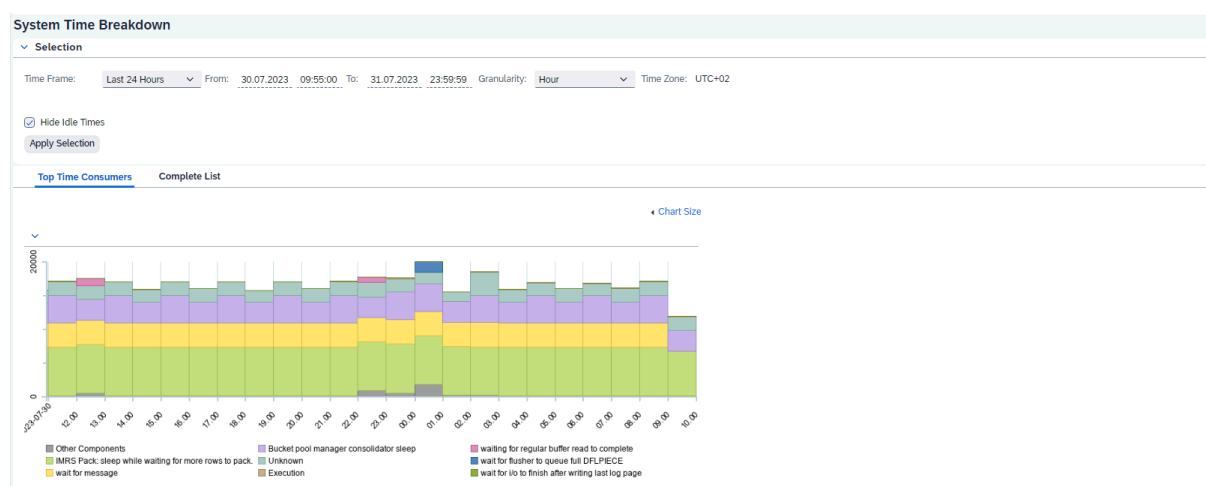 System Time Breakdown
Selection
Time Frame: Last 24 Hours From: 30.07.2023 09:55:00 To: 31.07.2023 23:59:59 Granularity: Hour Time Zone: UTC+02
Hide Idle Times
Apply Selection
Top Time Consumers Complete List
Chart Size
20000
0
023-07-30 12.00 13.00 14.00 15.00 16.00 17.00 18.00 19.00 20.00 21.00 22.00 23.00 00.00 01.00 02.00 03.00 04.00 05.00 06.00 07.00 08.00 09.00 10.00
Other Components Bucket pool manager consolidator sleep waiting for regular buffer read to complete
IMRS Pack: sleep while waiting for more rows to pack. Unknown wait for flusher to queue full DFLPIECE
wait for message Execution wait for i/o to finish after writing last log page